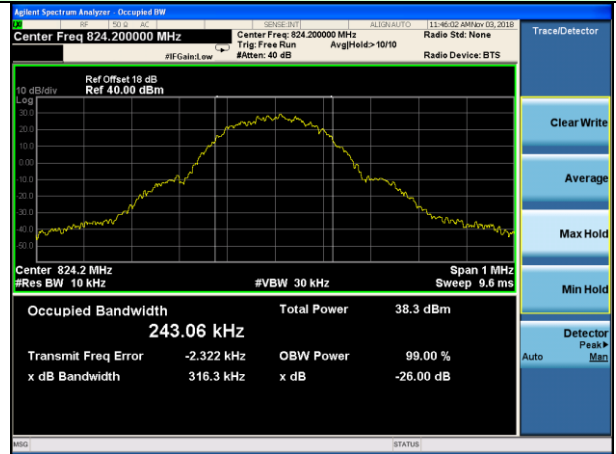 Agilent Spectrum Analyzer - Occupied BW
RF 50 Ω AC SENSE:INT ALIGN AUTO 11:46:02 AM Nov 03, 2018
Center Freq 824.200000 MHz Center Freq: 824.200000 MHz Radio Std: None
Trig: Free Run Avg|Hold:>10/10
#IFGain:Low #Atten: 40 dB Radio Device: BTS
Trace/Detector
Ref Offset 18 dB
10 dB/div Ref 40.00 dBm
Log
30.0
20.0
10.0
0.00
-10.0
-20.0
-30.0
-40.0
-50.0
Center 824.2 MHz Span 1 MHz
#Res BW 10 kHz #VBW 30 kHz Sweep 9.6 ms
Occupied Bandwidth Total Power 38.3 dBm
243.06 kHz
Transmit Freq Error -2.322 kHz OBW Power 99.00 %
x dB Bandwidth 316.3 kHz x dB -26.00 dB
Clear Write
Average
Max Hold
Min Hold
Detector
Peak▶
Auto Man
MSG STATUS